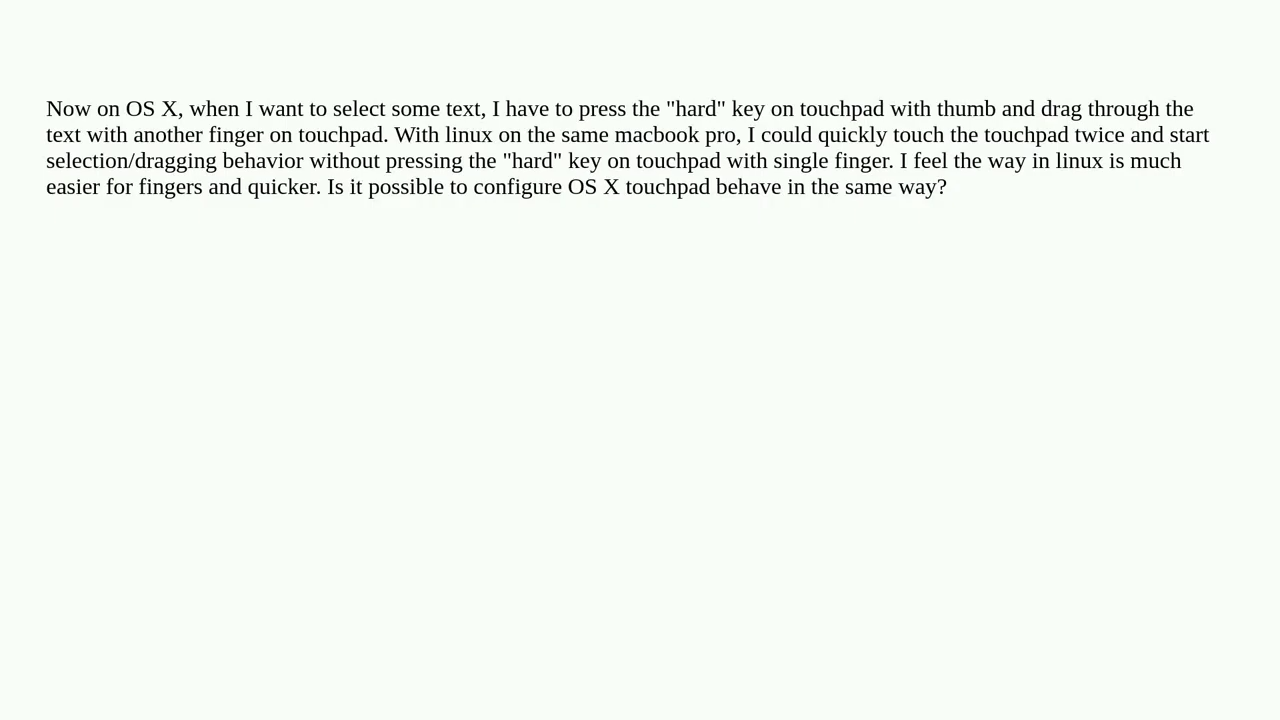 Now on OS X, when I want to select some text, I have to press the "hard" key on touchpad with thumb and drag through the
text with another finger on touchpad. With linux on the same macbook pro, I could quickly touch the touchpad twice and start
selection/dragging behavior without pressing the "hard" key on touchpad with single finger. I feel the way in linux is much
easier for fingers and quicker. Is it possible to configure OS X touchpad behave in the same way?